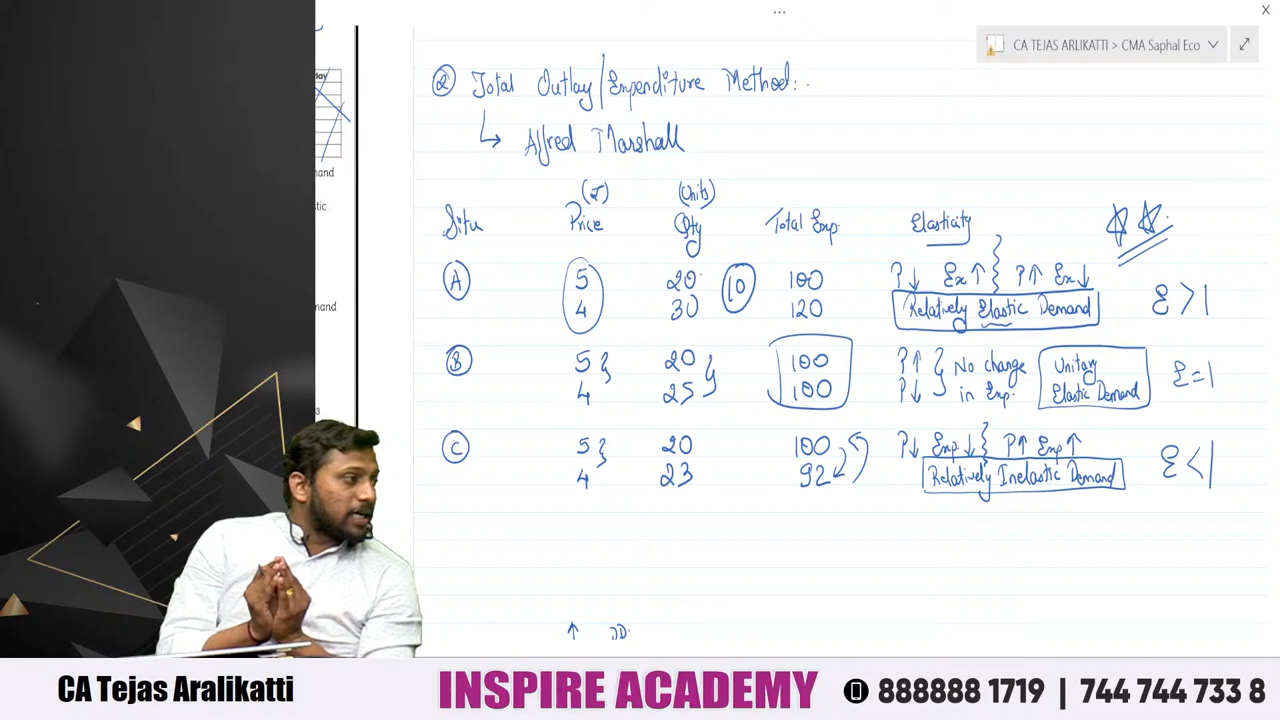 CA TEJAS ARLIKATTI > CMA Saphal Eco
② Total Outlay/Expenditure Method:
↳ Alfred Marshall
(₹) (Units)
Situ Price Qty Total Exp. Elasticity
Ⓐ 5 20 10 100 P↓ Ex↑ } P↑ Ex↓
4 30 120 Relatively Elastic Demand Ɛ>1
Ⓑ 5 20 100 P↑ } No change Unitary
4 25 100 P↓ in Exp. Elastic Demand Ɛ=1
Ⓒ 5 20 100 P↓ Exp↓ } P↑ Exp↑
4 23 92 Relatively Inelastic Demand Ɛ<1
↑
mand
stic
mand
CA Tejas Aralikatti INSPIRE ACADEMY 888888 1719 | 744 744 733 8